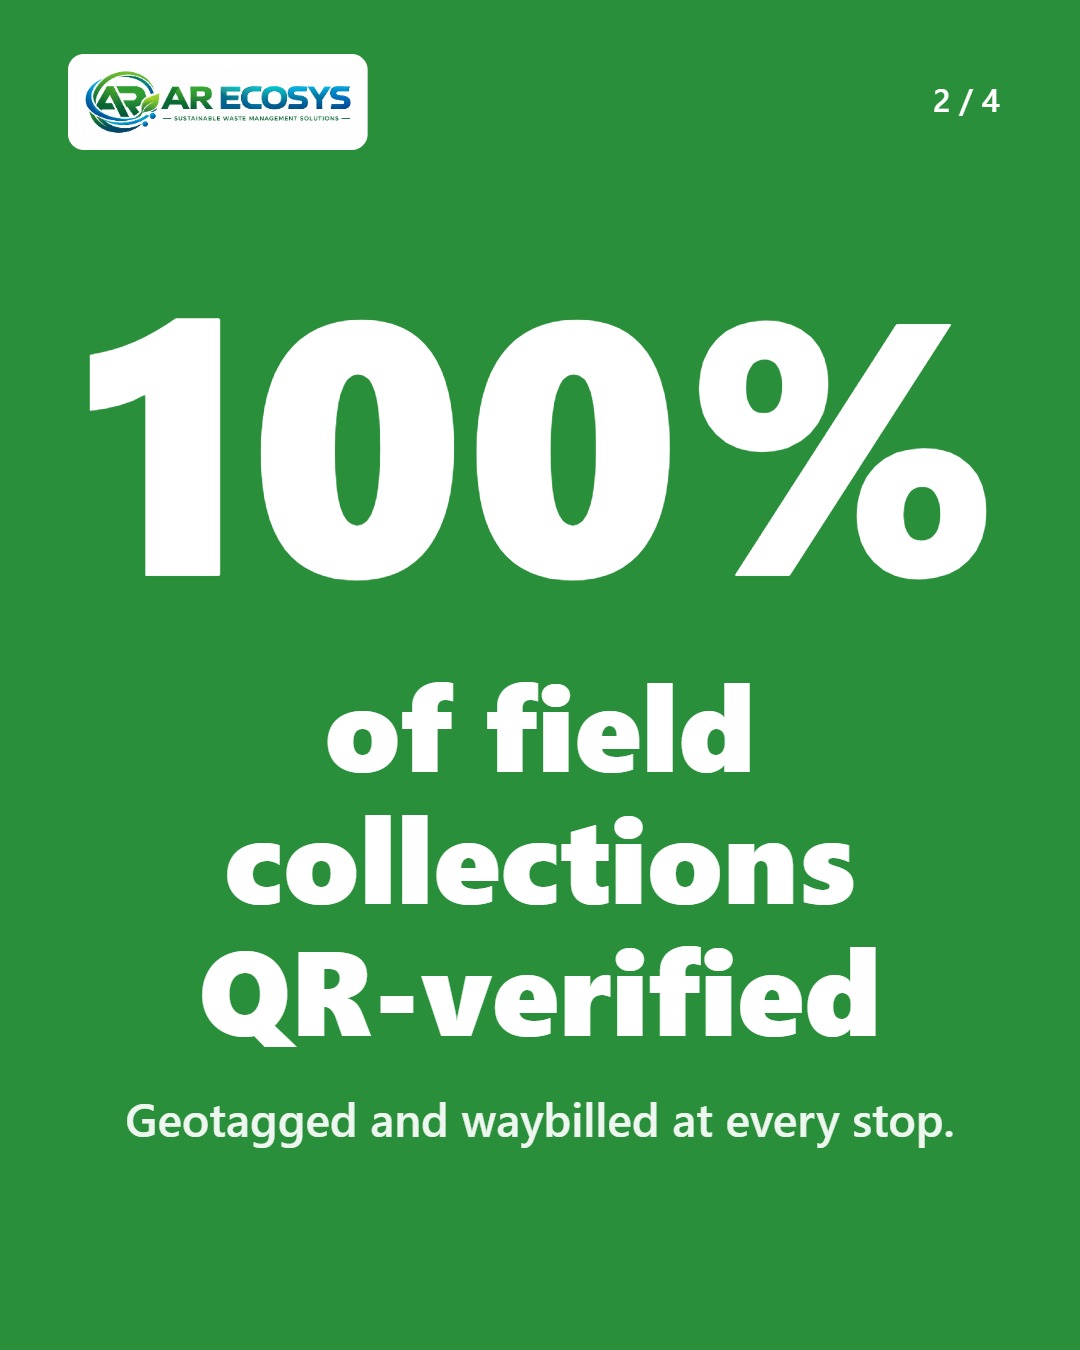 AR AR ECOSYS
— SUSTAINABLE WASTE MANAGEMENT SOLUTIONS —
2 / 4
100%
of field
collections
QR-verified
Geotagged and waybilled at every stop.